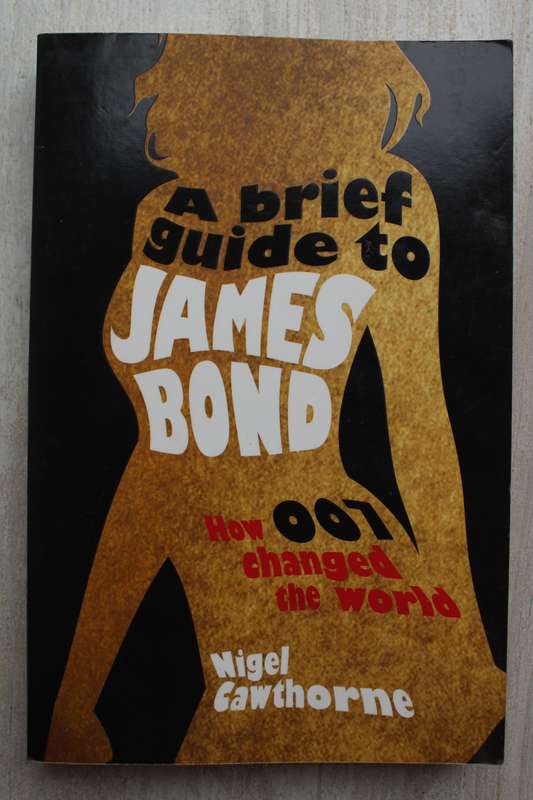 A brief
guide to
JAMES
BOND
How 007
changed
the world
Nigel
Cawthorne